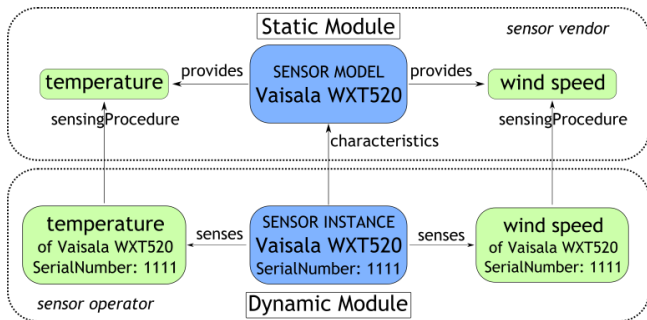 Static Module
sensor vendor
temperature
provides
SENSOR MODEL
Vaisala WXT520
provides
wind speed
sensingProcedure
sensingProcedure
characteristics
temperature
of Vaisala WXT520
SerialNumber: 1111
senses
SENSOR INSTANCE
Vaisala WXT520
SerialNumber: 1111
senses
wind speed
of Vaisala WXT520
SerialNumber: 1111
sensor operator
Dynamic Module